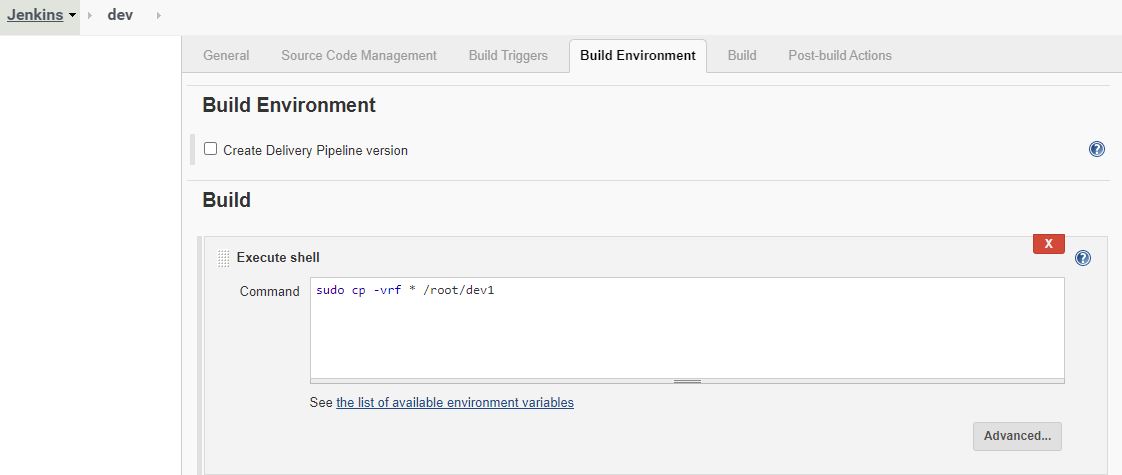 Jenkins dev
General Source Code Management Build Triggers Build Environment Build Post-build Actions
Build Environment
Create Delivery Pipeline version ?
Build
X
Execute shell ?
Command sudo cp -vrf * /root/dev1
See the list of available environment variables
Advanced...